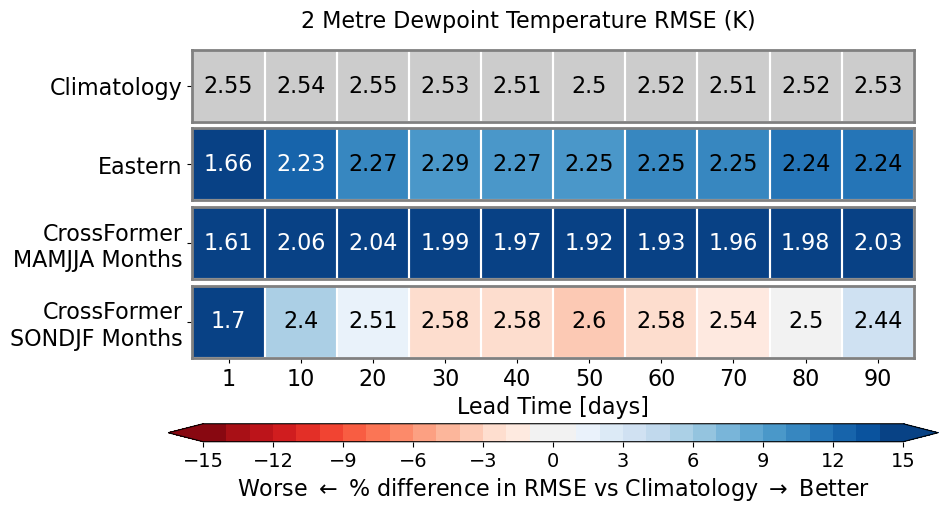 2 Metre Dewpoint Temperature RMSE (K)
Climatology 2.55 2.54 2.55 2.53 2.51 2.5 2.52 2.51 2.52 2.53
Eastern 1.66 2.23 2.27 2.29 2.27 2.25 2.25 2.25 2.24 2.24
CrossFormer
MAMJJA Months 1.61 2.06 2.04 1.99 1.97 1.92 1.93 1.96 1.98 2.03
CrossFormer
SONDJF Months 1.7 2.4 2.51 2.58 2.58 2.6 2.58 2.54 2.5 2.44
1 10 20 30 40 50 60 70 80 90
Lead Time [days]
−15 −12 −9 −6 −3 0 3 6 9 12 15
Worse ← % difference in RMSE vs Climatology → Better